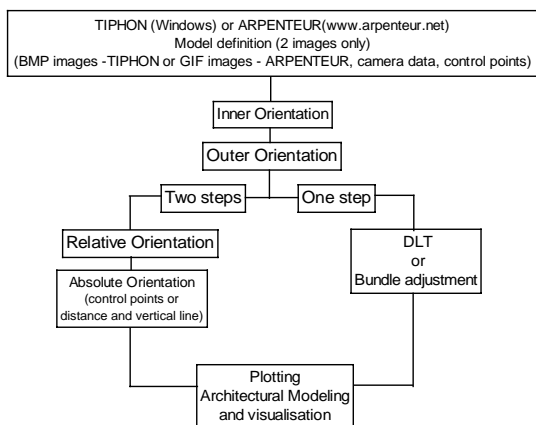 TIPHON (Windows) or ARPENTEUR(www.arpenteur.net)
Model definition (2 images only)
(BMP images -TIPHON or GIF images - ARPENTEUR, camera data, control points)
Inner Orientation
Outer Orientation
Two steps
One step
Relative Orientation
Absolute Orientation
(control points or
distance and vertical line)
DLT
or
Bundle adjustment
Plotting
Architectural Modeling
and visualisation